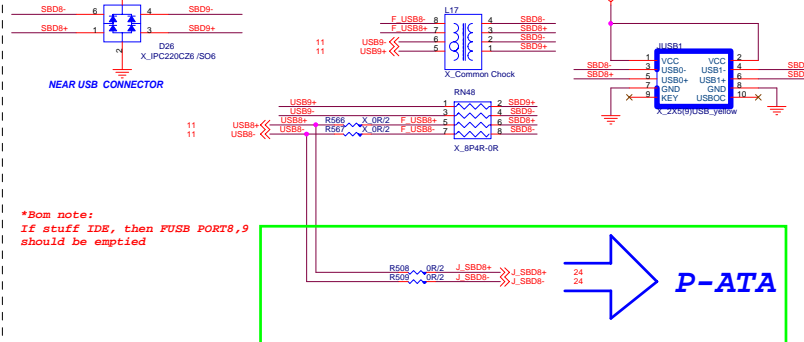 SBD8- 6 4 SBD9-
SBD8+ 1 3 SBD9+
2
D26
X_IPC220CZ6 /SO6
NEAR USB CONNECTOR
L17
F_USB8- 8 4 SBD8-
F_USB8+ 7 3 SBD8+
11 USB9- 6 2 SBD9-
11 USB9+ 5 1 SBD9+
X_Common Chock
JUSB1
1 VCC VCC 2
SBD8- 3 USB0- USB1- 4
SBD8+ 5 USB0+ USB1+ 6
7 GND GND 8
9 KEY USBOC 10
X_2X5(9)USB_yellow
RN48
USB9+ 1 2 SBD9+
USB9- 3 4 SBD9-
11 USB8+ USB8+ R566 X_0R/2 F_USB8+ 5 6 SBD8+
11 USB8- USB8- R567 X_0R/2 F_USB8- 7 8 SBD8-
X_8P4R-0R
*Bom note:
If stuff IDE, then FUSB PORT8,9
should be emptied
R508 0R/2 J_SBD8+ J_SBD8+ 24
R509 0R/2 J_SBD8- J_SBD8- 24
P-ATA